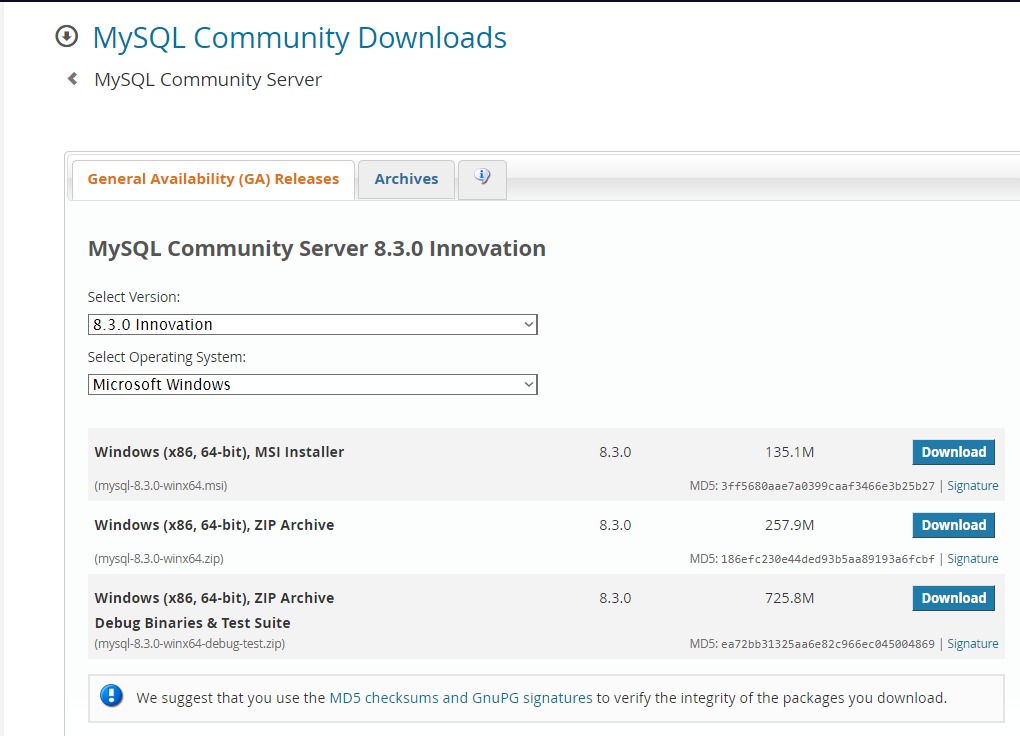 MySQL Community Downloads
MySQL Community Server
General Availability (GA) Releases Archives
MySQL Community Server 8.3.0 Innovation
Select Version:
8.3.0 Innovation
Select Operating System:
Microsoft Windows
Windows (x86, 64-bit), MSI Installer 8.3.0 135.1M Download
(mysql-8.3.0-winx64.msi) MD5: 3ff5680aae7a0399caaf3466e3b25b27 | Signature
Windows (x86, 64-bit), ZIP Archive 8.3.0 257.9M Download
(mysql-8.3.0-winx64.zip) MD5: 186efc230e44ded93b5aa89193a6fcbf | Signature
Windows (x86, 64-bit), ZIP Archive 8.3.0 725.8M Download
Debug Binaries & Test Suite
(mysql-8.3.0-winx64-debug-test.zip) MD5: ea72bb31325aa6e82c966ec045004869 | Signature
We suggest that you use the MD5 checksums and GnuPG signatures to verify the integrity of the packages you download.